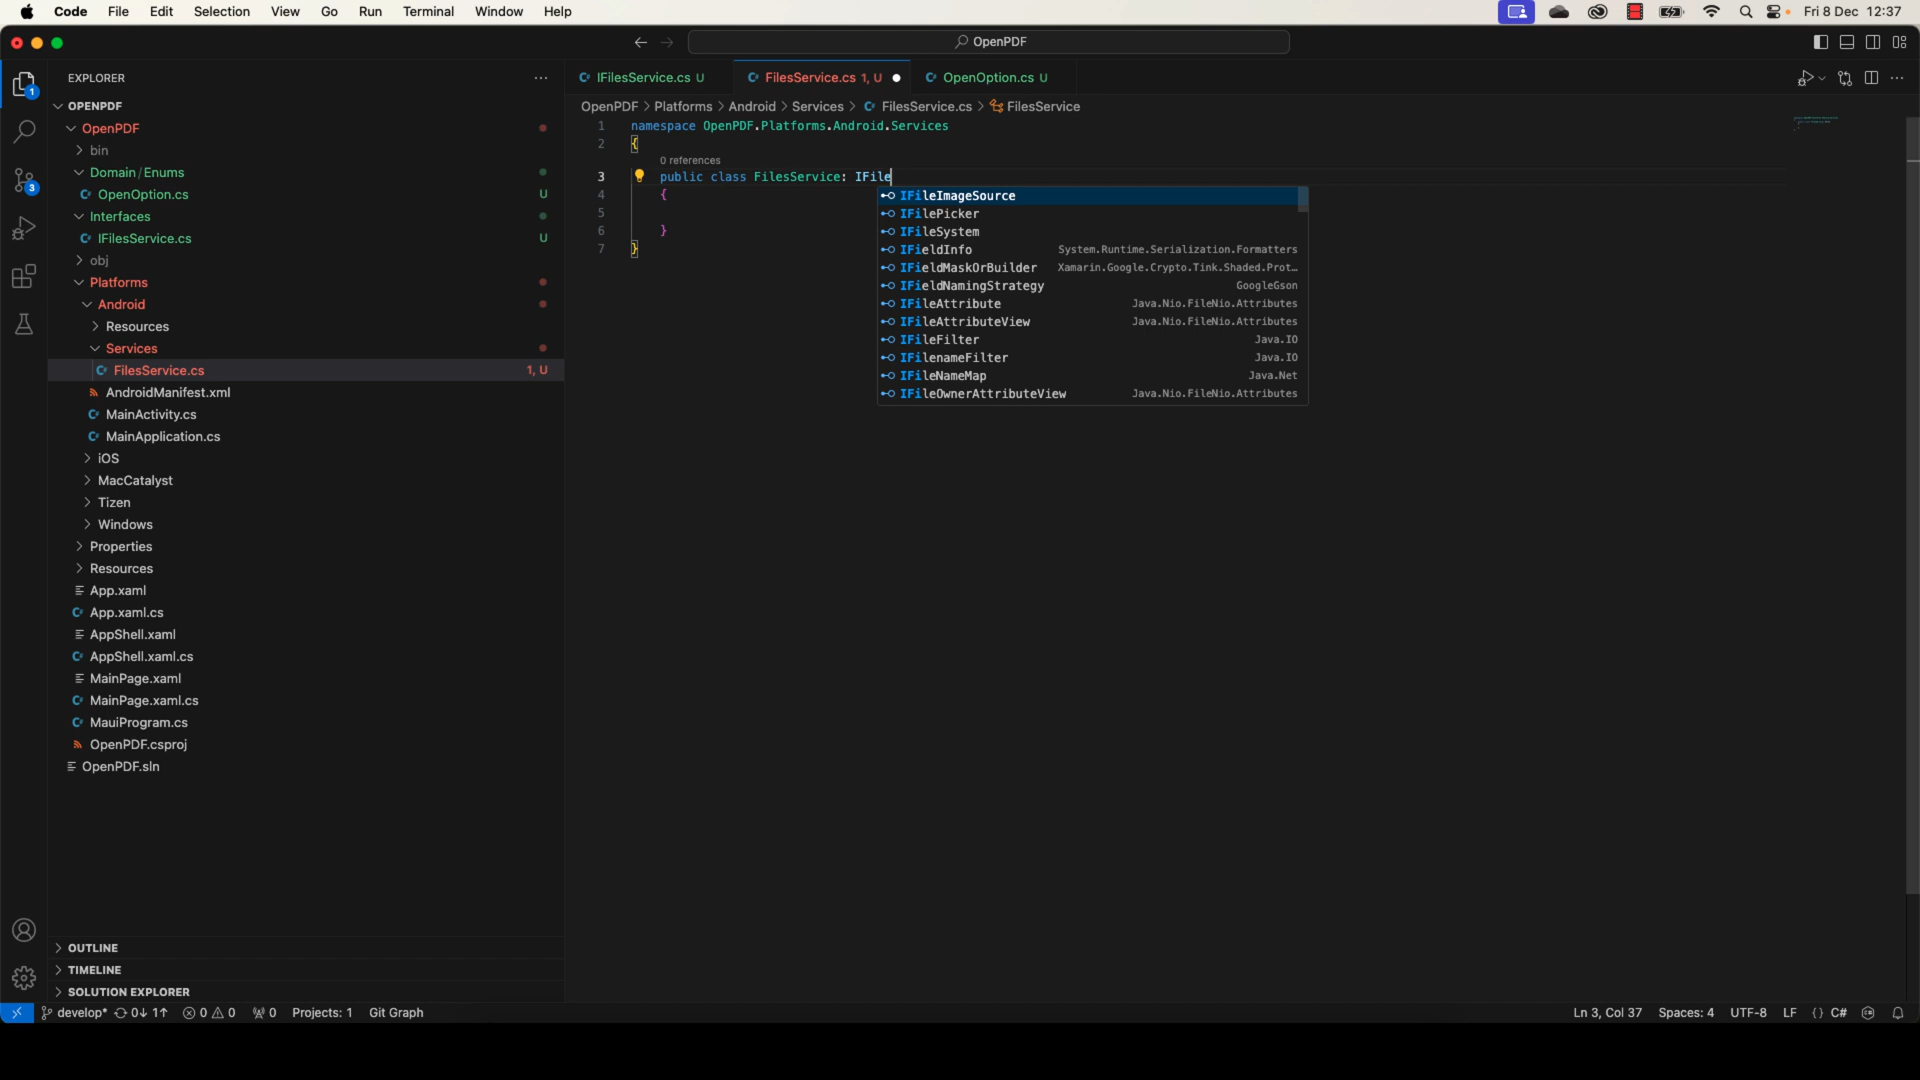 Code File Edit Selection View Go Run Terminal Window Help Fri 8 Dec 12:37
OpenPDF
EXPLORER
OPENPDF
OpenPDF
bin
Domain/Enums
OpenOption.cs U
Interfaces
IFilesService.cs U
obj
Platforms
Android
Resources
Services
FilesService.cs 1, U
AndroidManifest.xml
MainActivity.cs
MainApplication.cs
iOS
MacCatalyst
Tizen
Windows
Properties
Resources
App.xaml
App.xaml.cs
AppShell.xaml
AppShell.xaml.cs
MainPage.xaml
MainPage.xaml.cs
MauiProgram.cs
OpenPDF.csproj
OpenPDF.sln
OUTLINE
TIMELINE
SOLUTION EXPLORER
1
3
IFilesService.cs U FilesService.cs 1, U OpenOption.cs U
OpenPDF > Platforms > Android > Services > FilesService.cs > FilesService
1 namespace OpenPDF.Platforms.Android.Services
2 {
0 references
3 public class FilesService: IFile
4 {
5
6 }
7 }
IFileImageSource
IFilePicker
IFileSystem
IFieldInfo System.Runtime.Serialization.Formatters
IFieldMaskOrBuilder Xamarin.Google.Crypto.Tink.Shaded.Prot…
IFieldNamingStrategy GoogleGson
IFileAttribute Java.Nio.FileNio.Attributes
IFileAttributeView Java.Nio.FileNio.Attributes
IFileFilter Java.IO
IFilenameFilter Java.IO
IFileNameMap Java.Net
IFileOwnerAttributeView Java.Nio.FileNio.Attributes
develop* 0↓ 1↑ 0 0 0 Projects: 1 Git Graph Ln 3, Col 37 Spaces: 4 UTF-8 LF {} C#